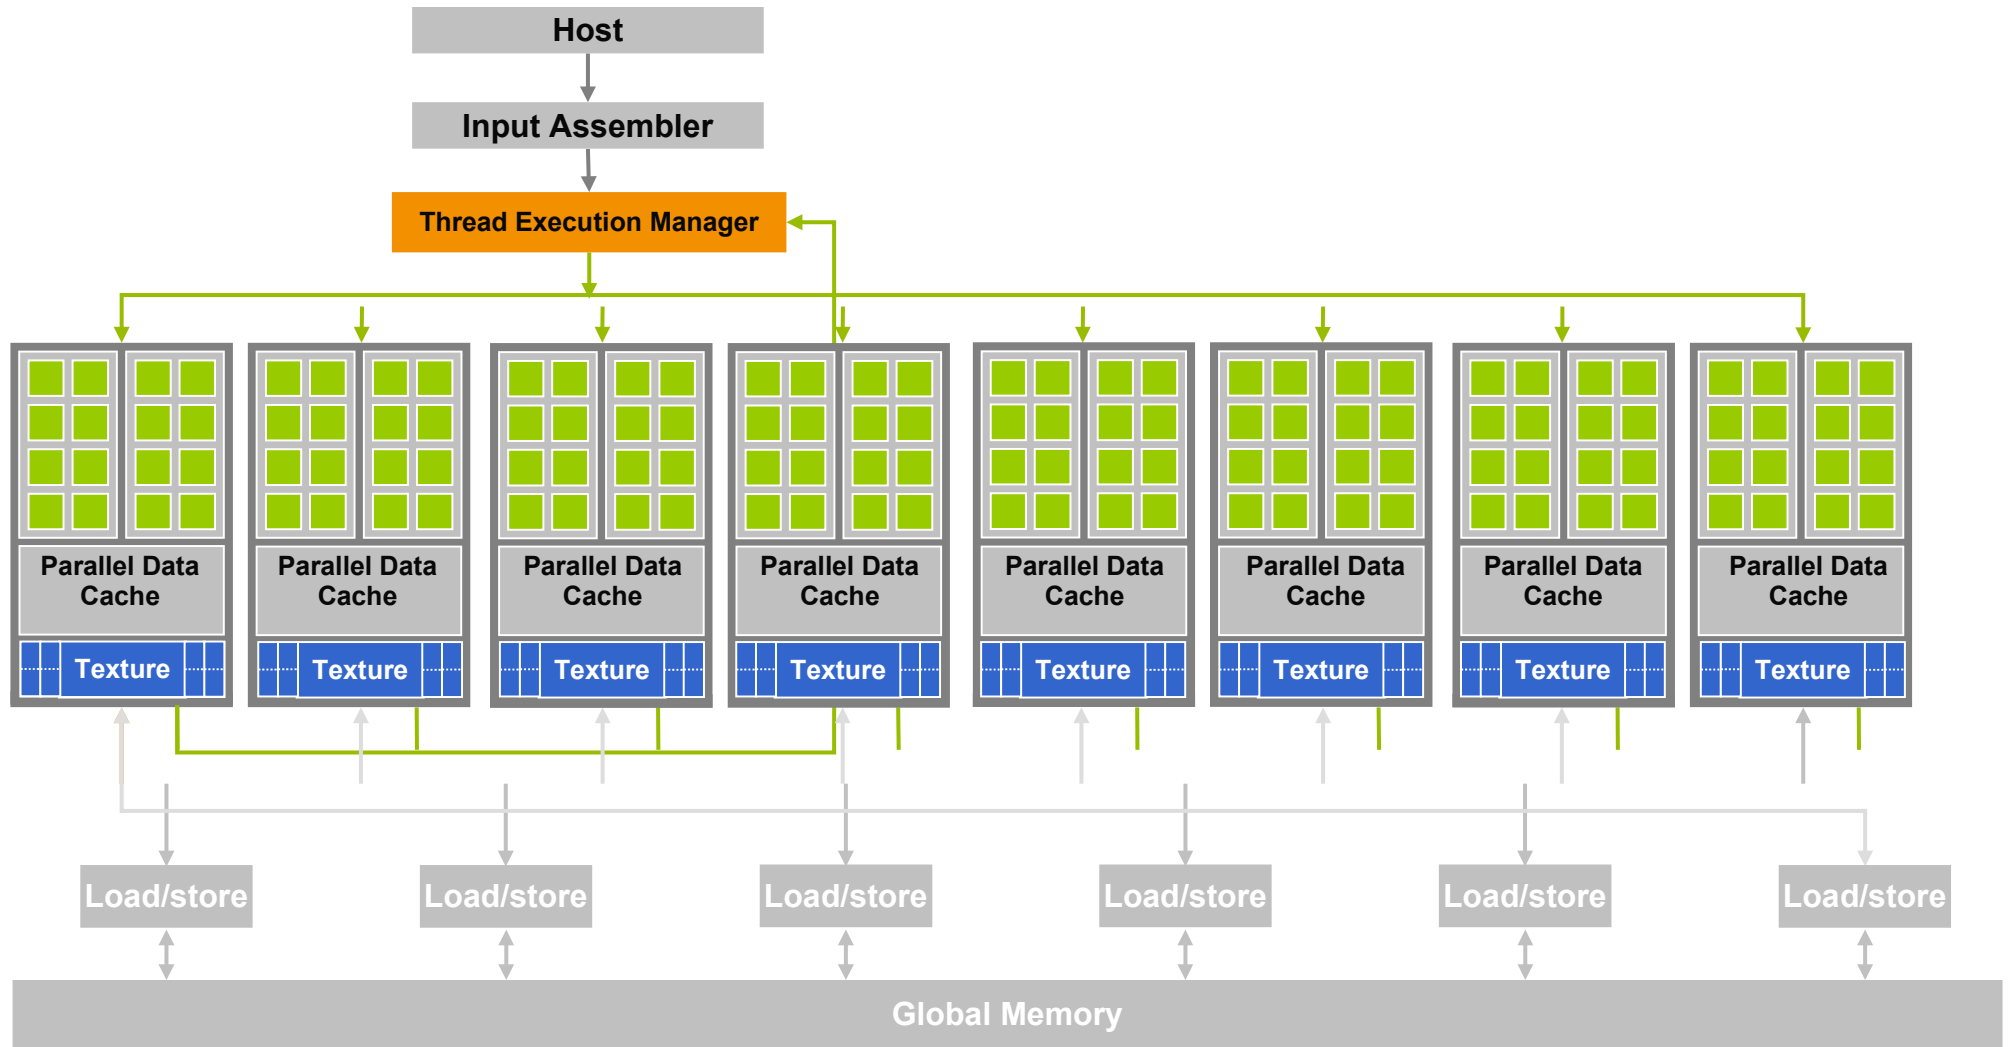 Host
Input Assembler
Thread Execution Manager
Parallel Data
Cache
Parallel Data
Cache
Parallel Data
Cache
Parallel Data
Cache
Parallel Data
Cache
Parallel Data
Cache
Parallel Data
Cache
Parallel Data
Cache
Texture
Texture
Texture
Texture
Texture
Texture
Texture
Texture
Load/store
Load/store
Load/store
Load/store
Load/store
Load/store
Global Memory